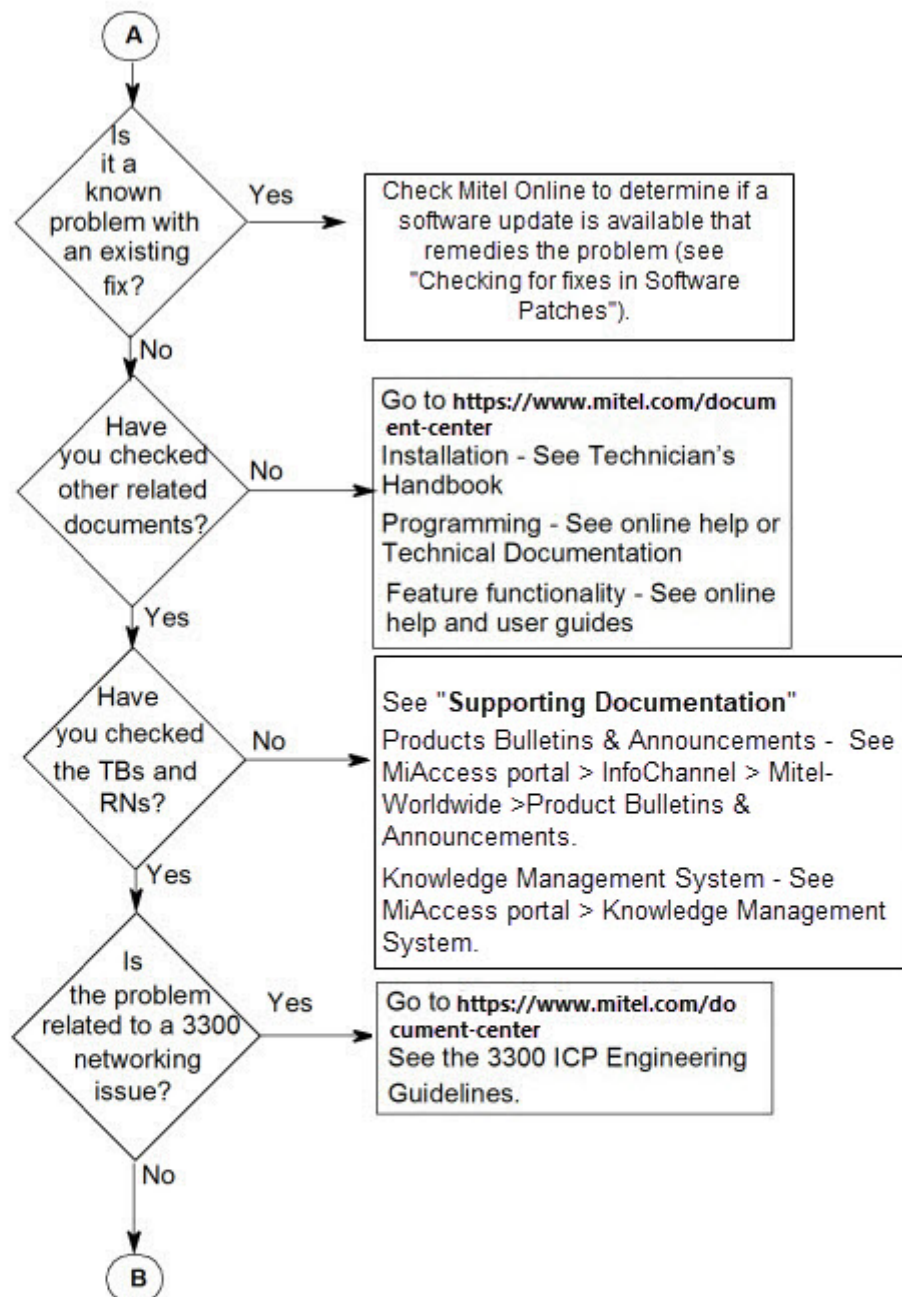 A
Is
it a
known
problem with
an existing
fix?
Yes
Check Mitel Online to determine if a
software update is available that
remedies the problem (see
"Checking for fixes in Software
Patches").
No
Have
you checked
other related
documents?
No
Go to https://www.mitel.com/docum
ent-center
Installation - See Technician's
Handbook
Programming - See online help or
Technical Documentation
Feature functionality - See online
help and user guides
Yes
Have
you checked
the TBs and
RNs?
No
See "Supporting Documentation"
Products Bulletins & Announcements - See
MiAccess portal > InfoChannel > Mitel-
Worldwide >Product Bulletins &
Announcements.
Knowledge Management System - See
MiAccess portal > Knowledge Management
System.
Yes
Is
the problem
related to a 3300
networking
issue?
Yes
Go to https://www.mitel.com/do
cument-center
See the 3300 ICP Engineering
Guidelines.
No
B